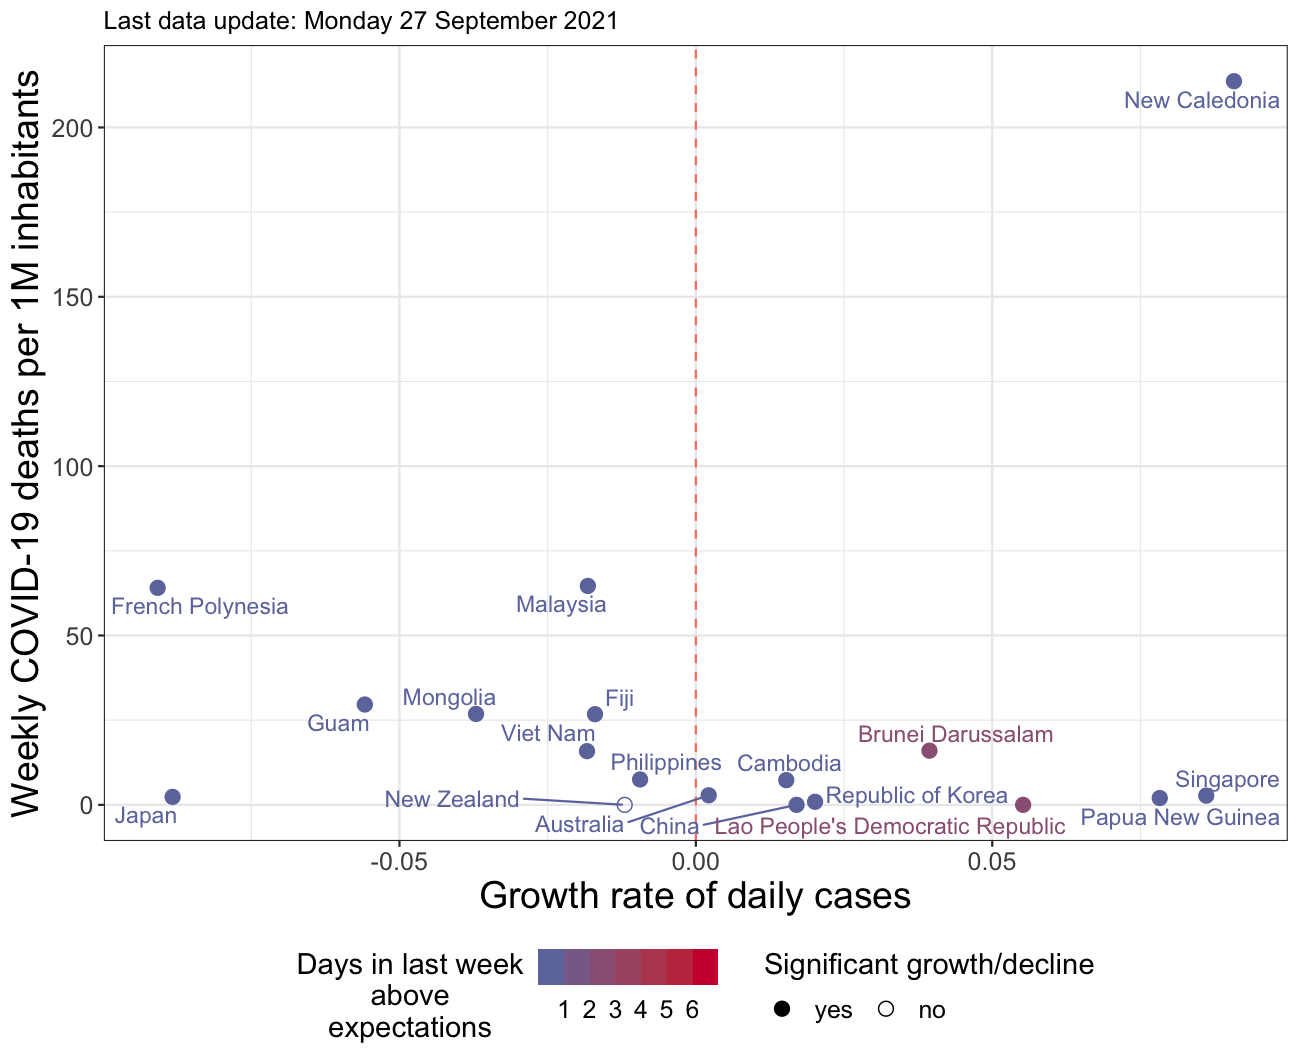 Last data update: Monday 27 September 2021
Weekly COVID-19 deaths per 1M inhabitants
200
150
100
50
0
New Caledonia
French Polynesia
Malaysia
Mongolia
Fiji
Guam
Viet Nam
Brunei Darussalam
Philippines
Cambodia
Singapore
New Zealand
Republic of Korea
Japan
Papua New Guinea
Australia
China
Lao People's Democratic Republic
-0.05
0.00
0.05
Growth rate of daily cases
Days in last week
above
expectations
1 2 3 4 5 6
Significant growth/decline
yes no